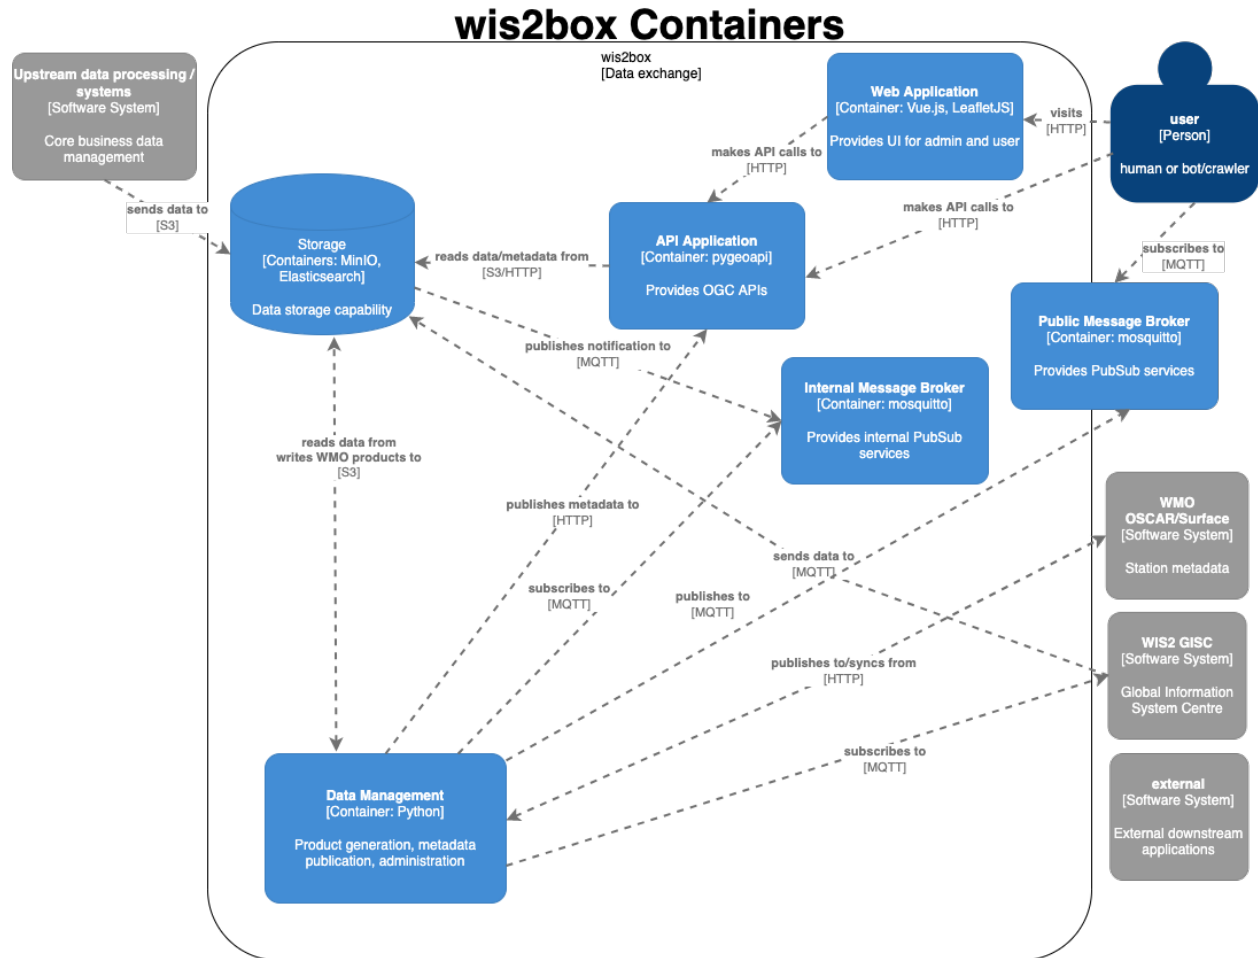 wis2box Containers
wis2box
[Data exchange]
Upstream data processing /
systems
[Software System]
Core business data
management
sends data to
[S3]
Storage
[Containers: MinIO,
Elasticsearch]
Data storage capability
reads data/metadata from
[S3/HTTP]
Web Application
[Container: Vue.js, LeafletJS]
Provides UI for admin and user
visits
[HTTP]
user
[Person]
human or bot/crawler
makes API calls to
[HTTP]
makes API calls to
[HTTP]
API Application
[Container: pygeoapi]
Provides OGC APIs
subscribes to
[MQTT]
Public Message Broker
[Container: mosquitto]
Provides PubSub services
publishes notification to
[MQTT]
Internal Message Broker
[Container: mosquitto]
Provides internal PubSub
services
reads data from
writes WMO products to
[S3]
publishes metadata to
[HTTP]
subscribes to
[MQTT]
publishes to
[MQTT]
sends data to
[MQTT]
publishes to/syncs from
[HTTP]
subscribes to
[MQTT]
WMO
OSCAR/Surface
[Software System]
Station metadata
WIS2 GISC
[Software System]
Global Information
System Centre
external
[Software System]
External downstream
applications
Data Management
[Container: Python]
Product generation, metadata
publication, administration